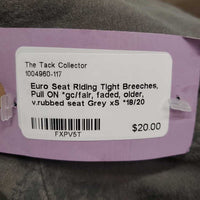 The Tack Collector
1004960-117
Euro Seat Riding Tight Breeches,
Pull ON *gc/fair, faded, older,
v.rubbed seat Grey xS *18/20
$20.00
FXPV5T